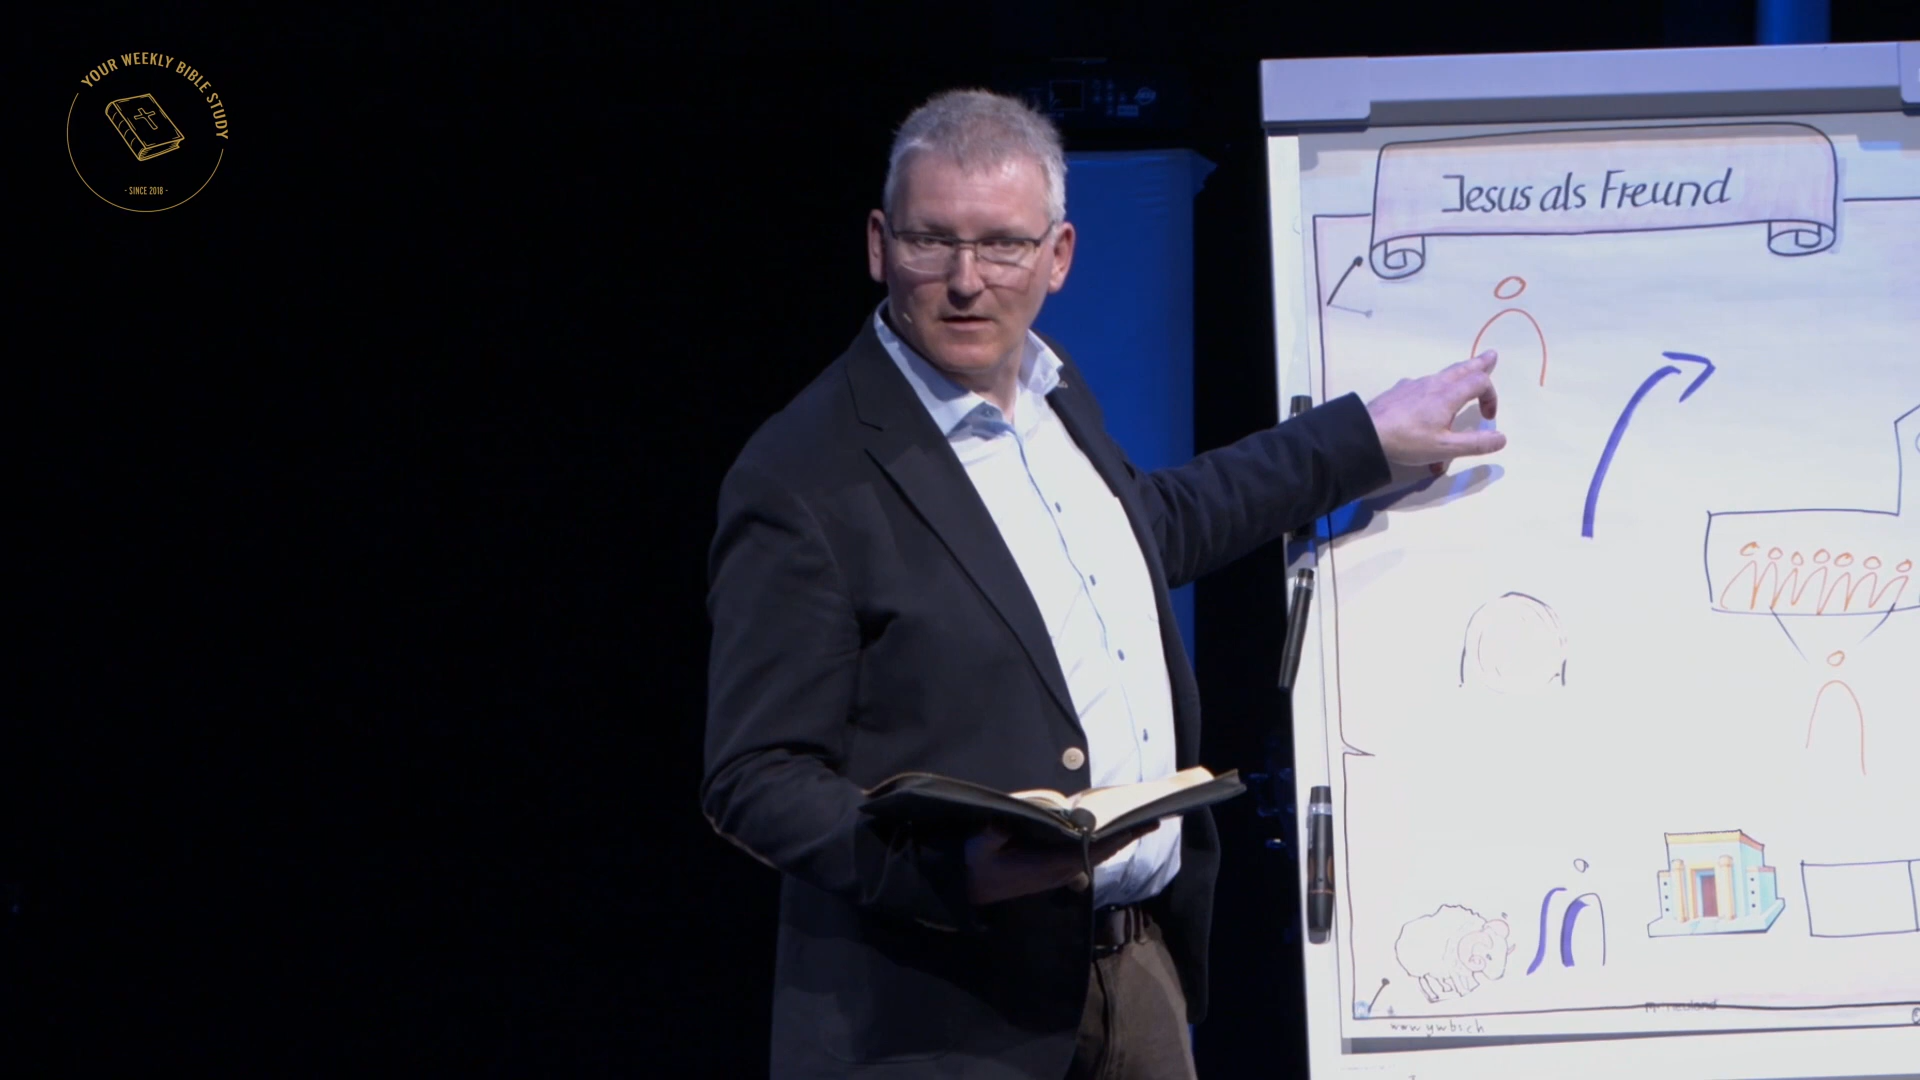 YOUR WEEKLY BIBLE STUDY
- SINCE 2018 -
Jesus als Freund
www.ywbs.ch